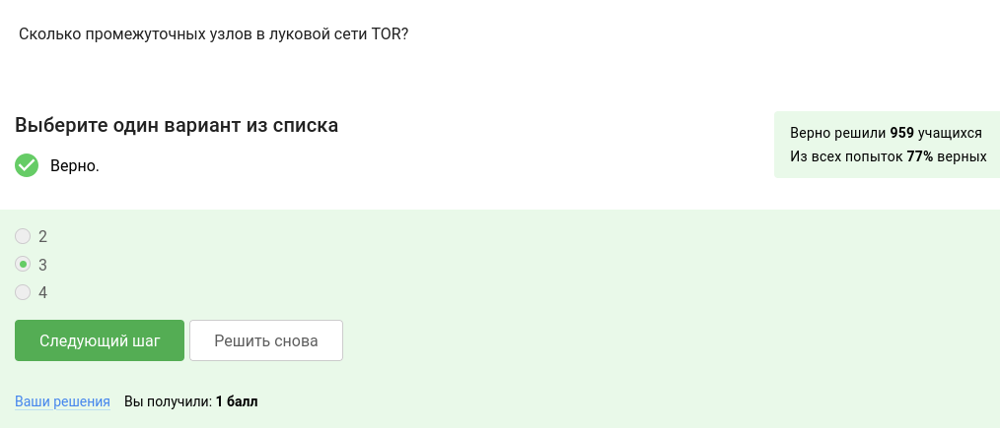 Сколько промежуточных узлов в луковой сети TOR?
Выберите один вариант из списка
Верно.
Верно решили 959 учащихся
Из всех попыток 77% верных
2
3
4
Следующий шаг
Решить снова
Ваши решения Вы получили: 1 балл